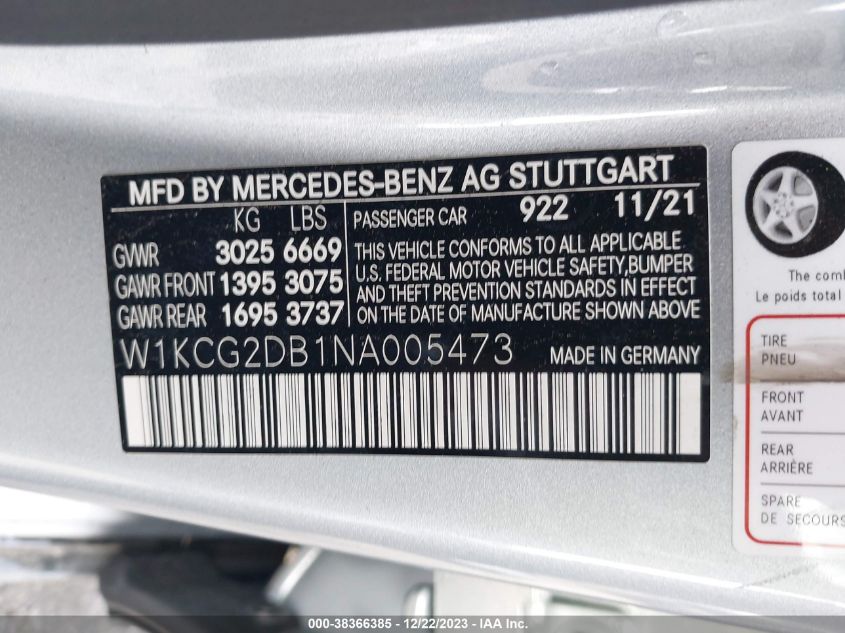 MFD BY MERCEDES-BENZ AG STUTTGART
KG LBS
GVWR 3025 6669
GAWR FRONT 1395 3075
GAWR REAR 1695 3737
PASSENGER CAR 922 11/21
THIS VEHICLE CONFORMS TO ALL APPLICABLE
U.S. FEDERAL MOTOR VEHICLE SAFETY,BUMPER
AND THEFT PREVENTION STANDARDS IN EFFECT
ON THE DATE OF MANUFACTURE SHOWN ABOVE
W1KCG2DB1NA005473
MADE IN GERMANY
The comb
Le poids total
TIRE
PNEU
FRONT
AVANT
REAR
ARRIÈRE
SPARE
DE SECOURS
000-38366385 - 12/22/2023 - IAA Inc.